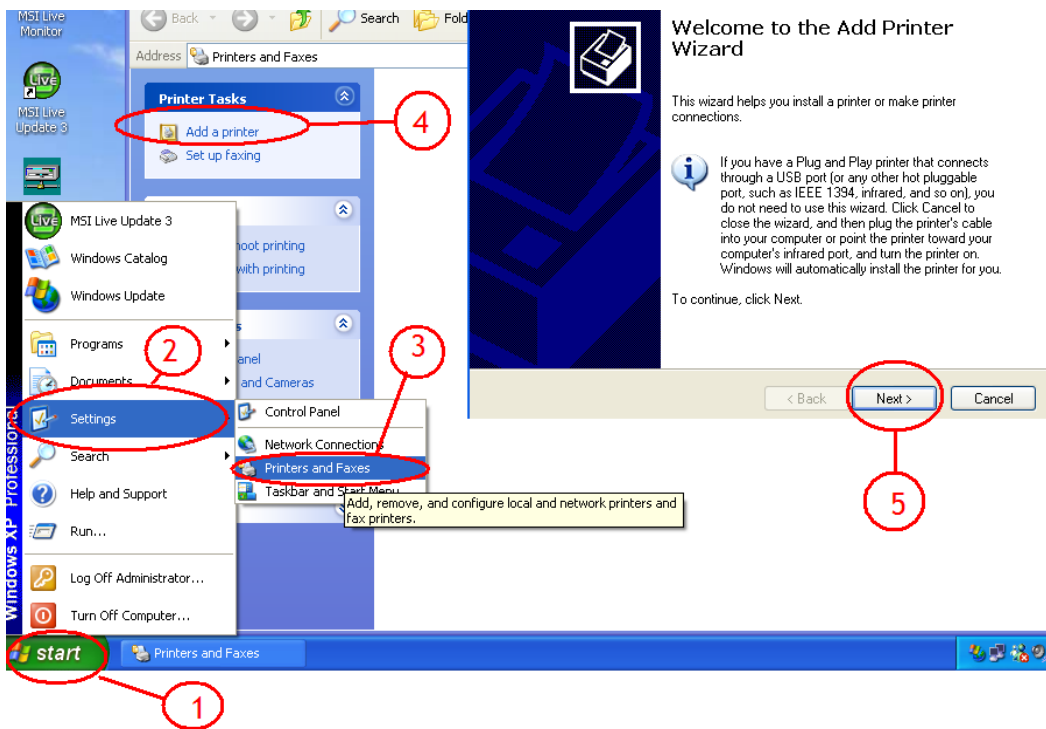 MSI Live
Monitor
Back
Search
Fold
Address Printers and Faxes
LIVE
MSI Live
Update 3
Printer Tasks
Add a printer
Set up faxing
4
oot printing
with printing
s
anel
and Cameras
Welcome to the Add Printer
Wizard
This wizard helps you install a printer or make printer
connections.
If you have a Plug and Play printer that connects
through a USB port (or any other hot pluggable
port, such as IEEE 1394, infrared, and so on), you
do not need to use this wizard. Click Cancel to
close the wizard, and then plug the printer's cable
into your computer or point the printer toward your
computer's infrared port, and turn the printer on.
Windows will automatically install the printer for you.
To continue, click Next.
< Back
Next >
Cancel
5
LIVE
MSI Live Update 3
Windows Catalog
Windows Update
Programs
2
Documents
Settings
Search
Help and Support
Run...
Log Off Administrator...
Turn Off Computer...
Windows XP Professional
3
Control Panel
Network Connections
Printers and Faxes
Taskbar and Start Menu
Add, remove, and configure local and network printers and
fax printers.
start
Printers and Faxes
1